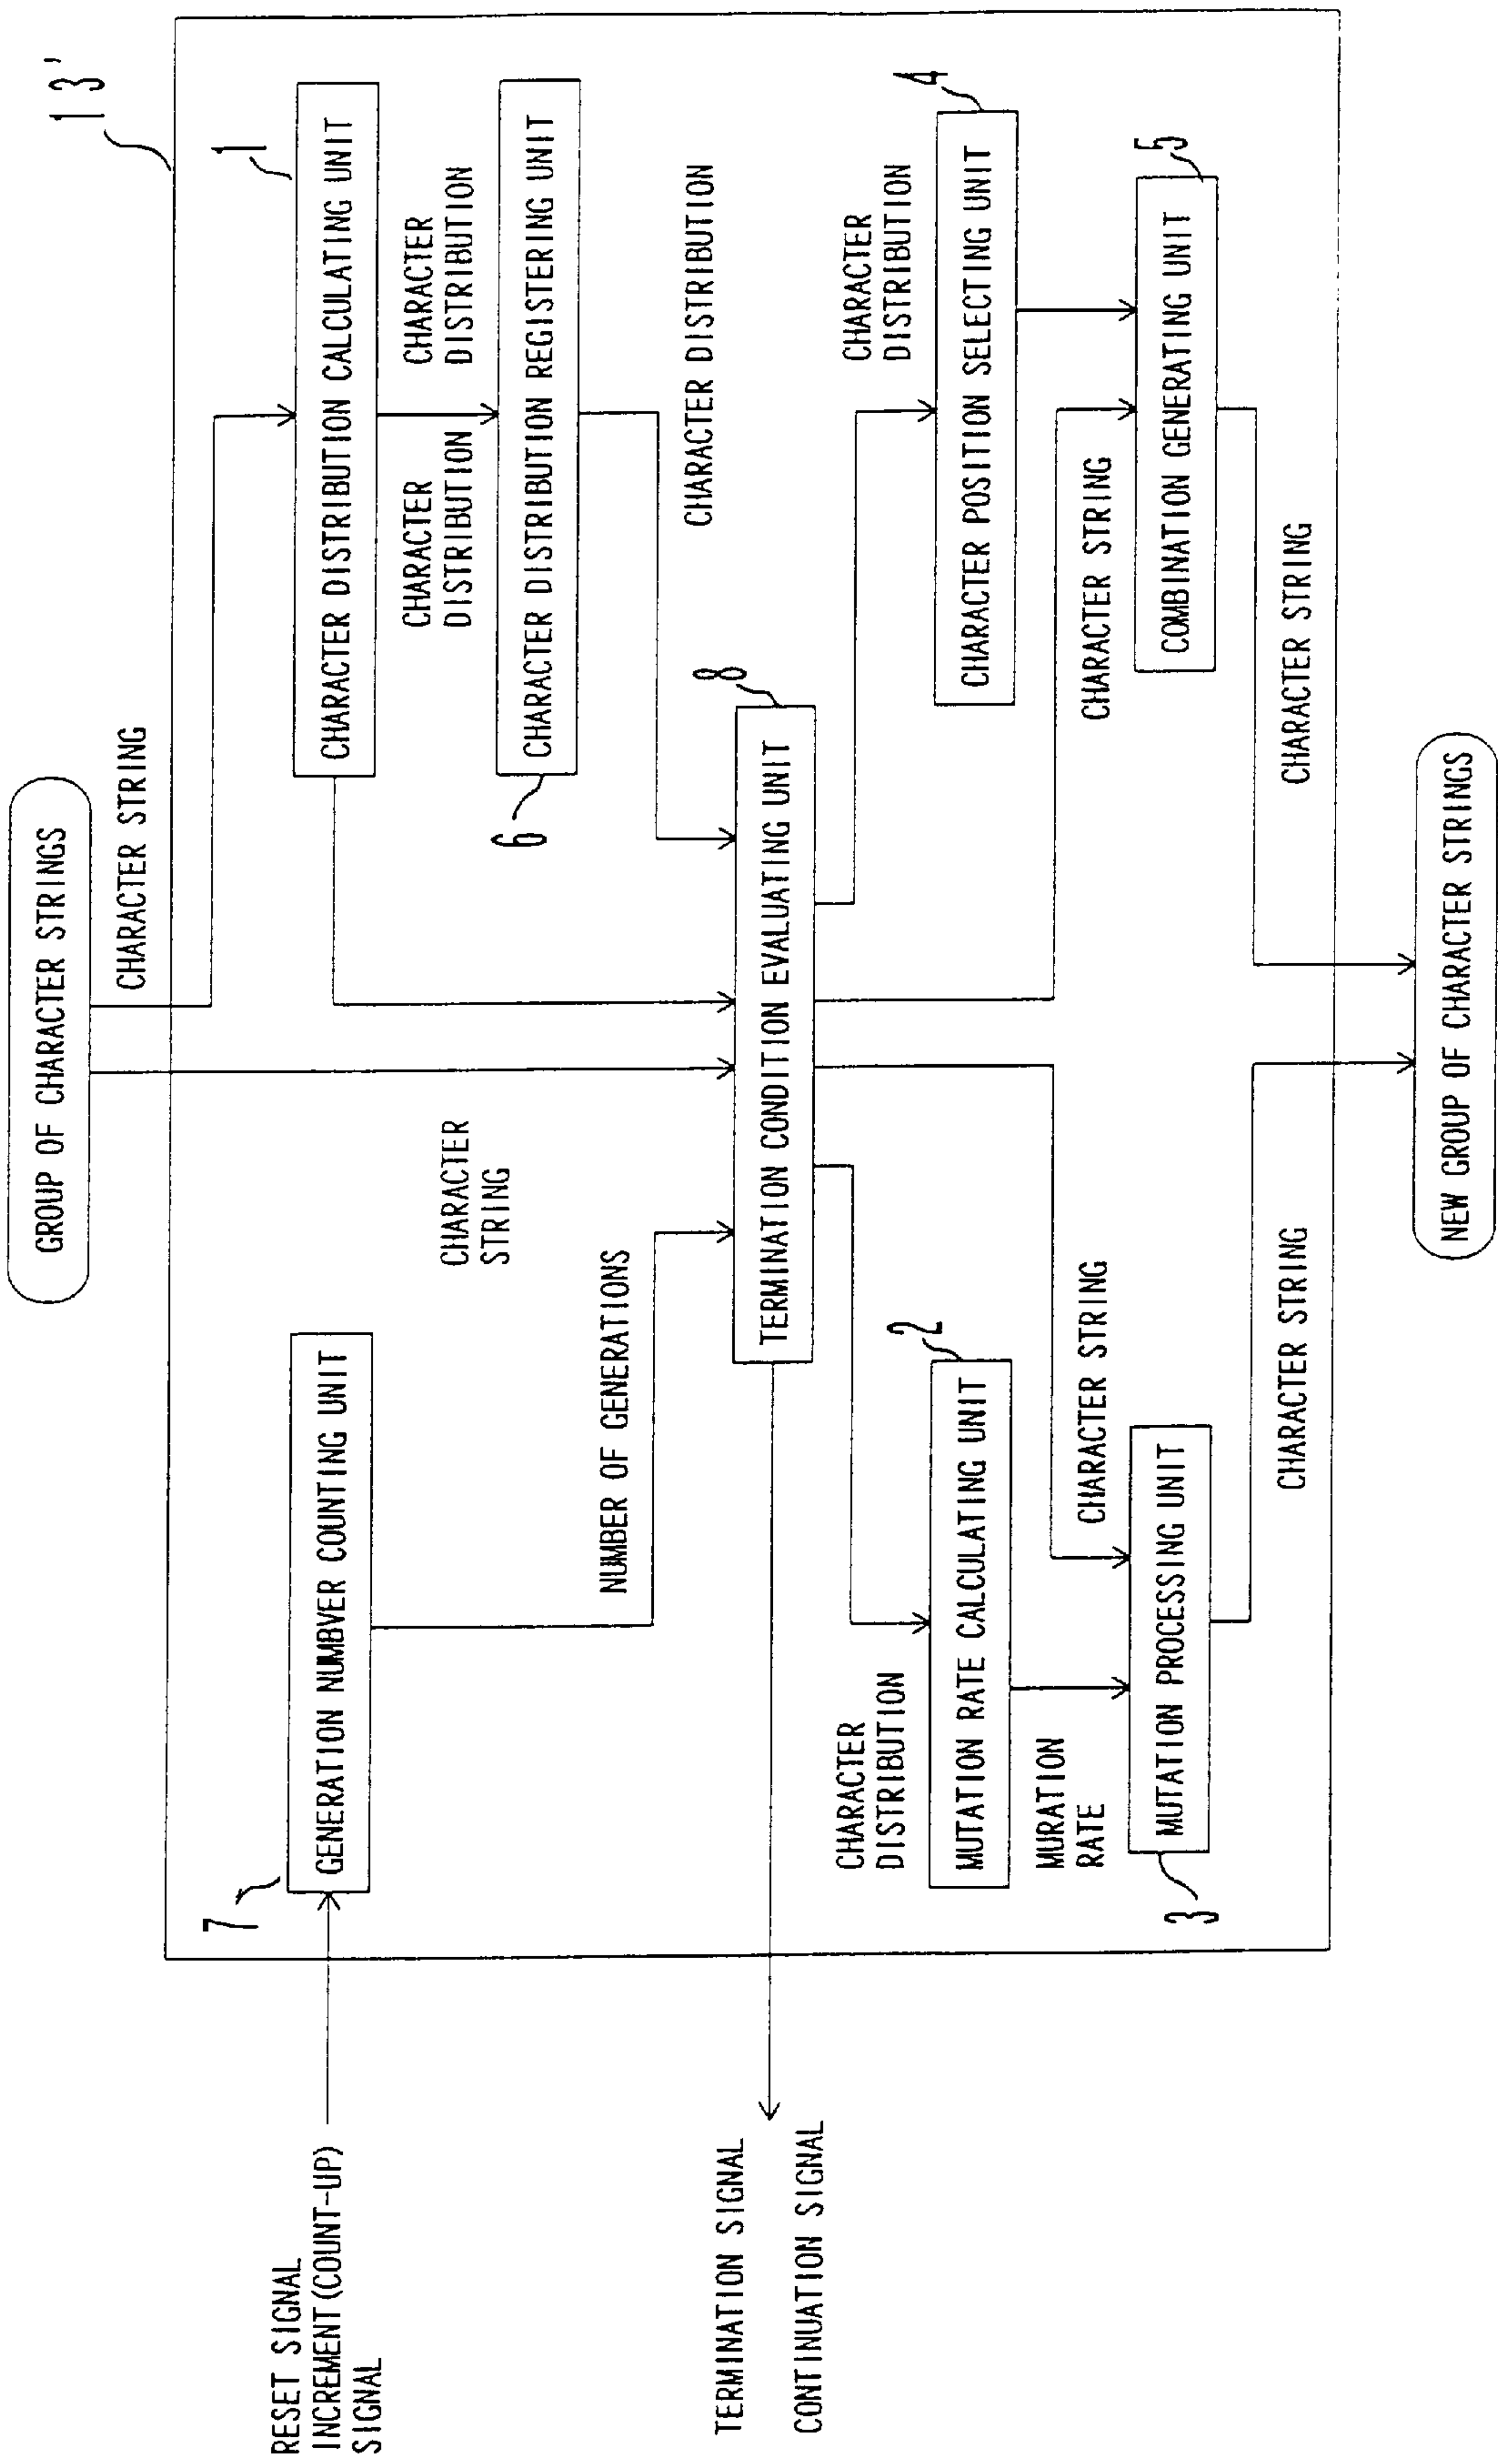 13'
GROUP OF CHARACTER STRINGS
CHARACTER STRING
RESET SIGNAL
INCREMENT(COUNT-UP)
SIGNAL
7
GENERATION NUMBVER COUNTING UNIT
1
CHARACTER DISTRIBUTION CALCULATING UNIT
CHARACTER
STRING
CHARACTER
DISTRIBUTION
CHARACTER
DISTRIBUTION
6
CHARACTER DISTRIBUTION REGISTERING UNIT
NUMBER OF GENERATIONS
CHARACTER DISTRIBUTION
8
TERMINATION CONDITION EVALUATING UNIT
TERMINATION SIGNAL
CONTINUATION SIGNAL
CHARACTER
DISTRIBUTION
2
MUTATION RATE CALCULATING UNIT
CHARACTER
DISTRIBUTION
4
CHARACTER POSITION SELECTING UNIT
MURATION
RATE
CHARACTER STRING
CHARACTER STRING
3
MUTATION PROCESSING UNIT
5
COMBINATION GENERATING UNIT
CHARACTER STRING
CHARACTER STRING
NEW GROUP OF CHARACTER STRINGS